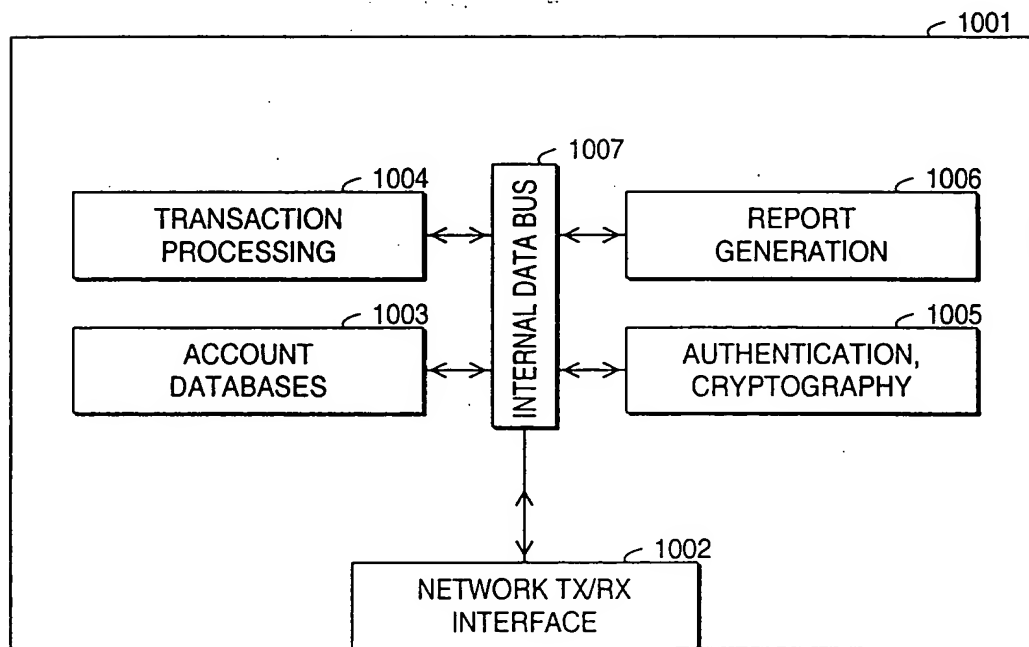 1001
1007
1004
TRANSACTION
PROCESSING
1006
REPORT
GENERATION
INTERNAL DATA BUS
1003
ACCOUNT
DATABASES
1005
AUTHENTICATION,
CRYPTOGRAPHY
1002
NETWORK TX/RX
INTERFACE